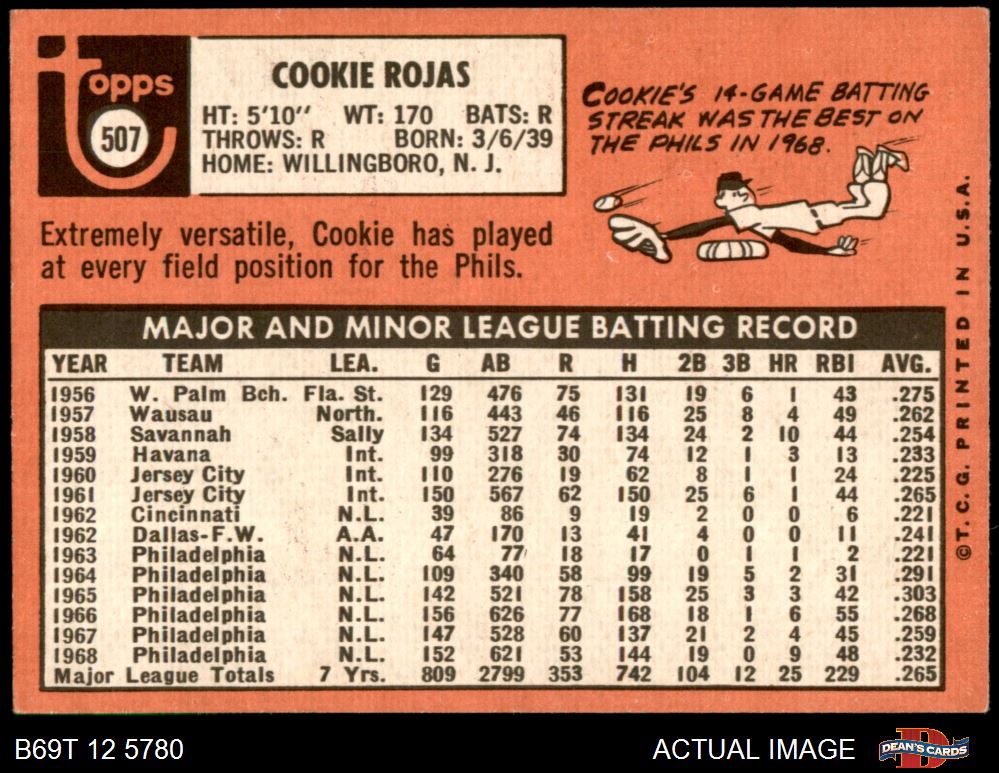 Topps
507
COOKIE ROJAS
HT: 5'10" WT: 170 BATS: R
THROWS: R BORN: 3/6/39
HOME: WILLINGBORO, N. J.
COOKIE'S 14-GAME BATTING
STREAK WAS THE BEST ON
THE PHILS IN 1968.
Extremely versatile, Cookie has played
at every field position for the Phils.
MAJOR AND MINOR LEAGUE BATTING RECORD
YEAR TEAM LEA. G AB R H 2B 3B HR RBI AVG.
1956 W. Palm Bch. Fla. St. 129 476 75 131 19 6 1 43 .275
1957 Wausau North. 116 443 46 116 25 8 4 49 .262
1958 Savannah Sally 134 527 74 134 24 2 10 44 .254
1959 Havana Int. 99 318 30 74 12 1 3 13 .233
1960 Jersey City Int. 110 276 19 62 8 1 1 24 .225
1961 Jersey City Int. 150 567 62 150 25 6 1 44 .265
1962 Cincinnati N.L. 39 86 9 19 2 0 0 6 .221
1962 Dallas-F.W. A.A. 47 170 13 41 4 0 0 11 .241
1963 Philadelphia N.L. 64 77 18 17 0 1 1 2 .221
1964 Philadelphia N.L. 109 340 58 99 19 5 2 31 .291
1965 Philadelphia N.L. 142 521 78 158 25 3 3 42 .303
1966 Philadelphia N.L. 156 626 77 168 18 1 6 55 .268
1967 Philadelphia N.L. 147 528 60 137 21 2 4 45 .259
1968 Philadelphia N.L. 152 621 53 144 19 0 9 48 .232
Major League Totals 7 Yrs. 809 2799 353 742 104 12 25 229 .265
©T.C.G. PRINTED IN U.S.A.
B69T 12 5780
ACTUAL IMAGE
DEAN'S CARDS